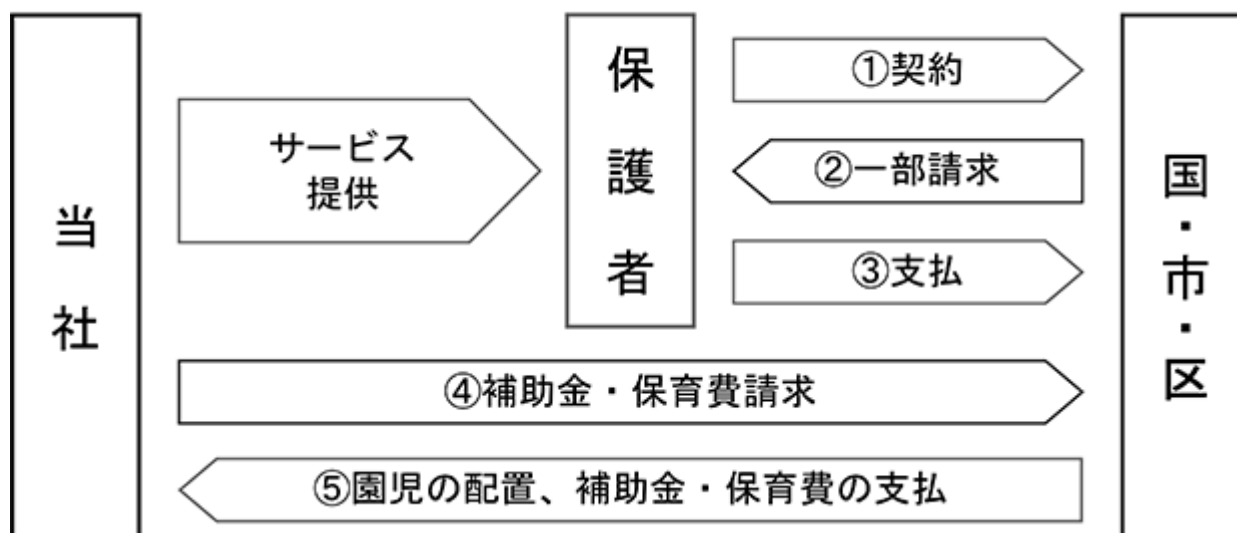 当社
サービス
提供
保護者
①契約
②一部請求
③支払
④補助金・保育費請求
⑤園児の配置、補助金・保育費の支払
国・市・区